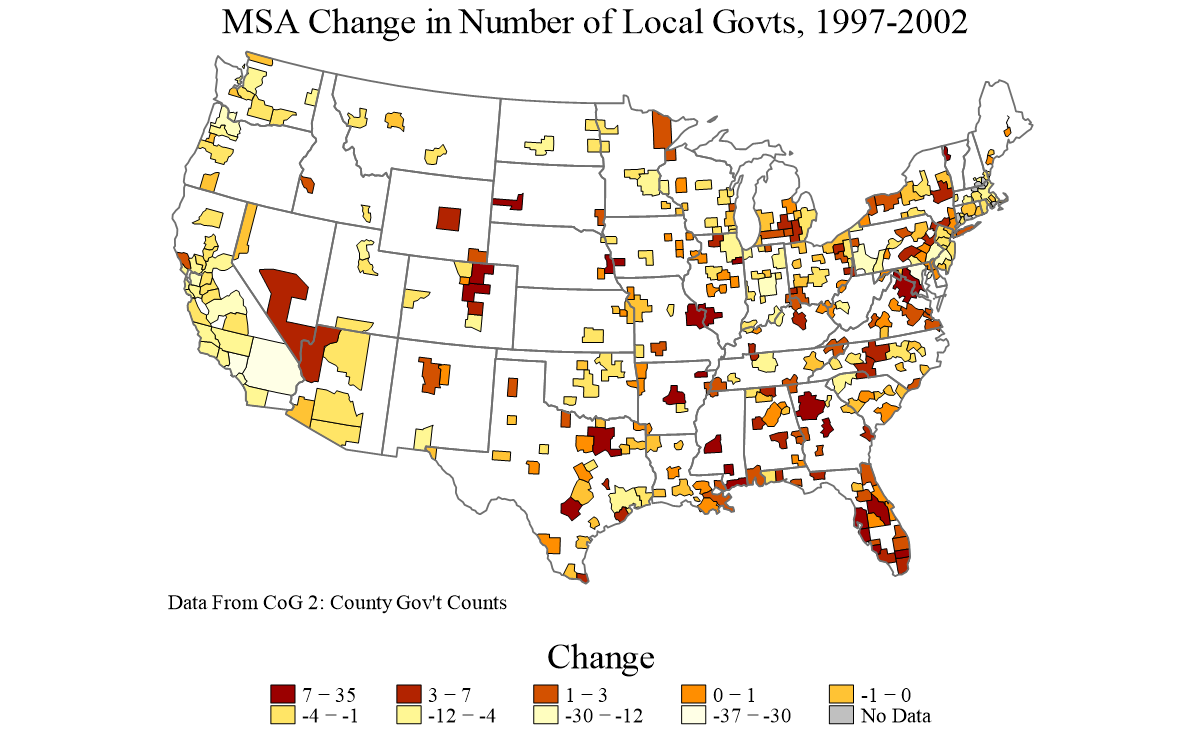 MSA Change in Number of Local Govts, 1997-2002
Data From CoG 2: County Gov't Counts
Change
7 − 35
3 − 7
1 − 3
0 − 1
-1 − 0
-4 − -1
-12 − -4
-30 − -12
-37 − -30
No Data